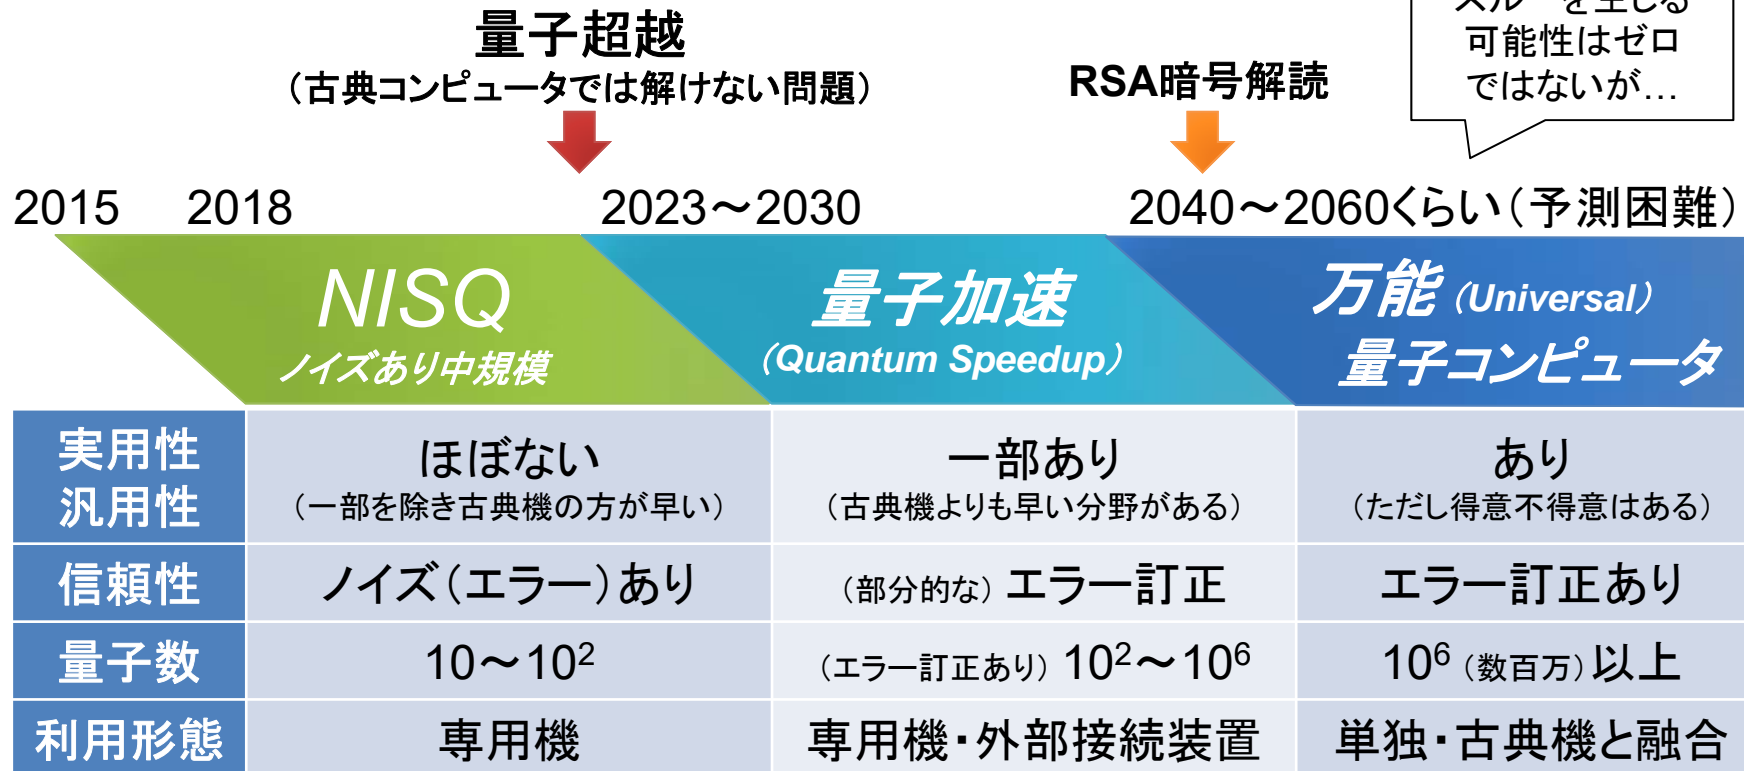 量子超越
（古典コンピュータでは解けない問題）
RSA暗号解読
可能性はゼロ
ではないが…
2015 2018 2023～2030 2040～2060くらい（予測困難）
NISQ
ノイズあり中規模
量子加速
（Quantum Speedup）
万能（Universal）
量子コンピュータ
実用性
汎用性
ほぼない
（一部を除き古典機の方が早い）
一部あり
（古典機よりも早い分野がある）
あり
（ただし得意不得意はある）
信頼性 ノイズ（エラー）あり （部分的な）エラー訂正 エラー訂正あり
量子数 10～10² （エラー訂正あり）10²～10⁶ 10⁶（数百万）以上
利用形態 専用機 専用機・外部接続装置 単独・古典機と融合